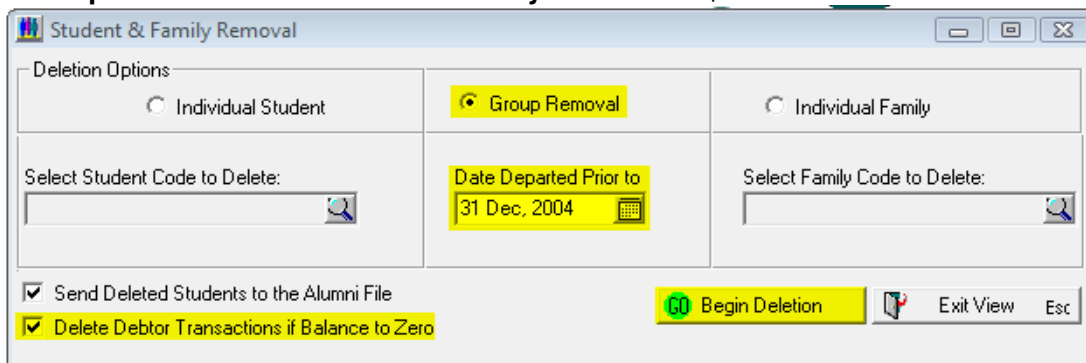 Student & Family Removal
Deletion Options
Individual Student
Group Removal
Individual Family
Select Student Code to Delete:
Date Departed Prior to
Select Family Code to Delete:
31 Dec, 2004
Send Deleted Students to the Alumni File
GO Begin Deletion
Exit View Esc
Delete Debtor Transactions if Balance to Zero